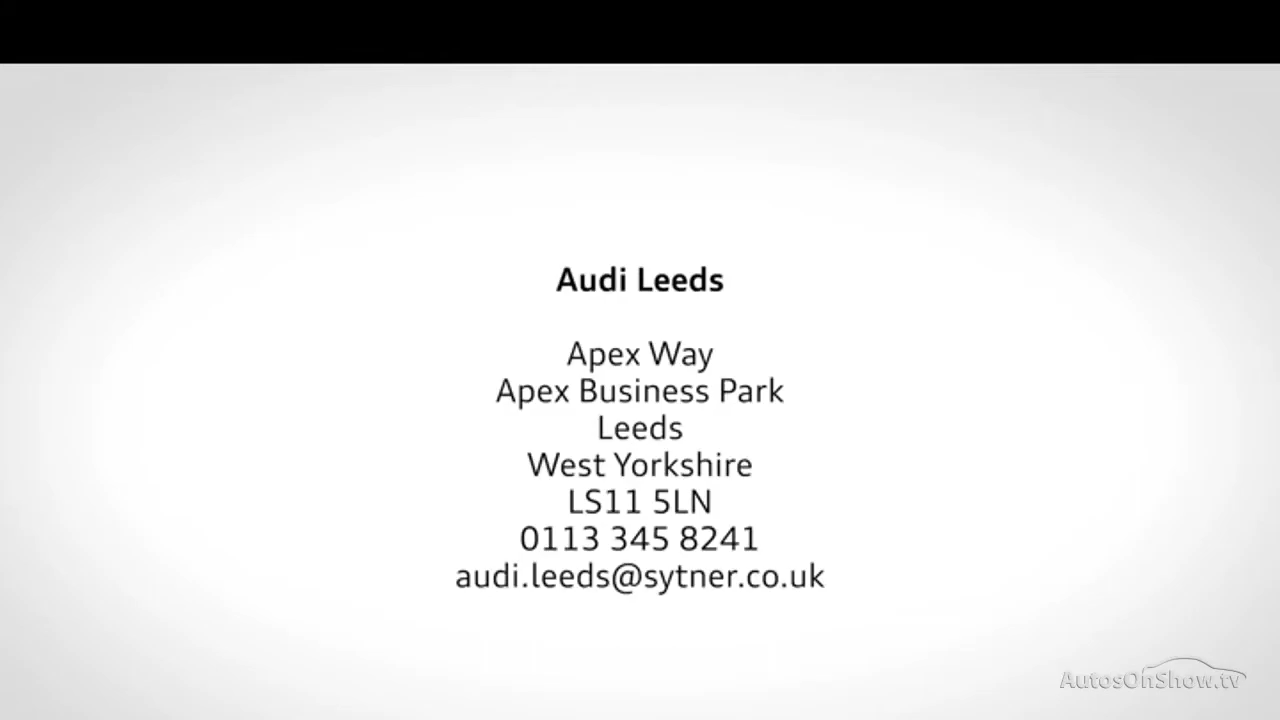 Audi Leeds
Apex Way
Apex Business Park
Leeds
West Yorkshire
LS11 5LN
0113 345 8241
audi.leeds@sytner.co.uk
AutosOnShow.tv